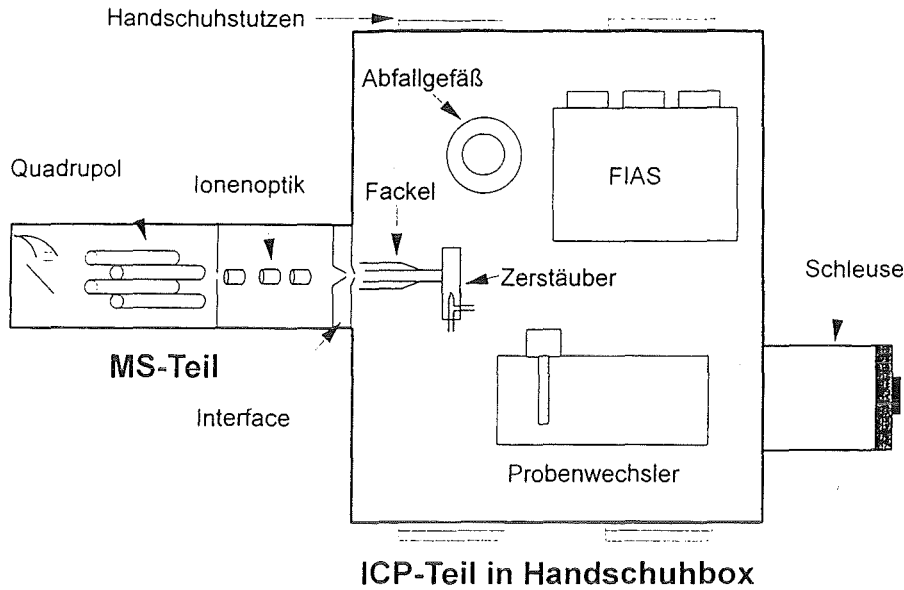 Handschuhstutzen
Abfallgefäß
Quadrupol
Ionenoptik
Fackel
FIAS
Zerstäuber
Schleuse
MS-Teil
Interface
Probenwechsler
ICP-Teil in Handschuhbox